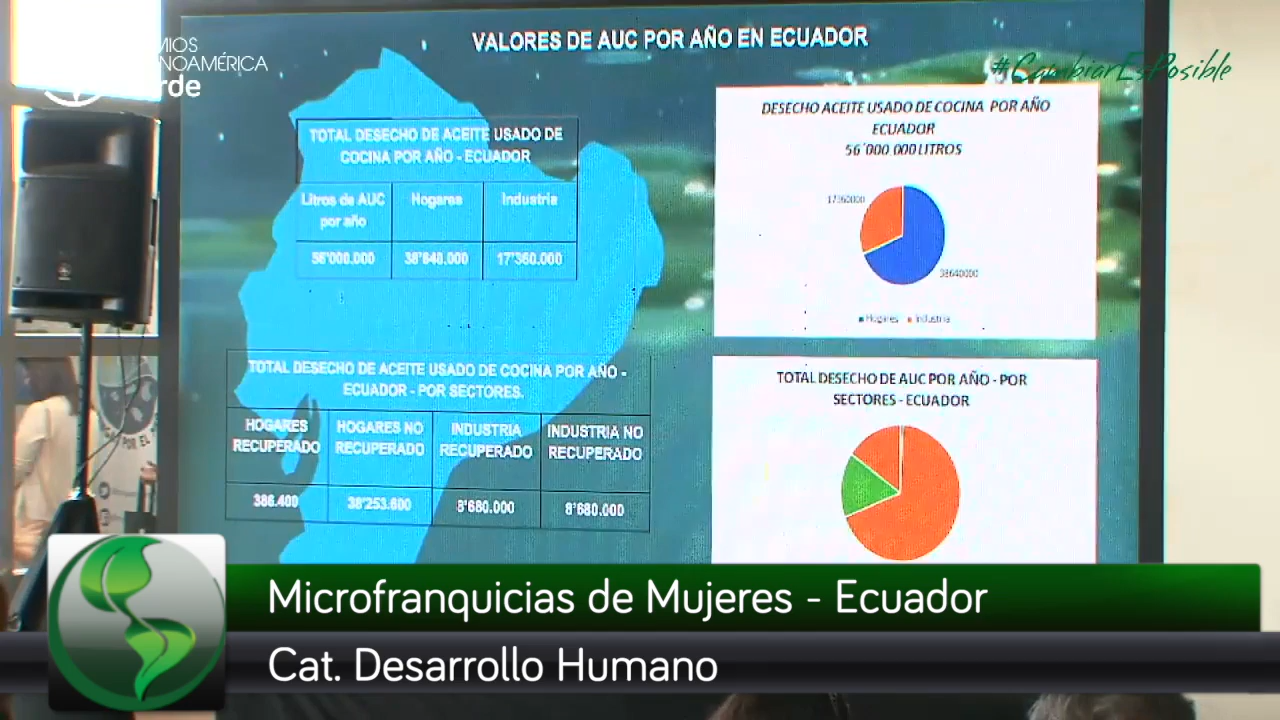 VALORES DE AUC POR AÑO EN ECUADOR
MIOS
NOAMÉRICA
rde
#CambiarEsPosible
TOTAL DESECHO DE ACEITE USADO DE
COCINA POR AÑO - ECUADOR
Litros de AUC
por año
Hogares
Industria
56'000.000
38'640.000
17'360.000
DESECHO ACEITE USADO DE COCINA POR AÑO
ECUADOR
56´000.000 LITROS
17360000
38640000
Hogares
Industria
TOTAL DESECHO DE ACEITE USADO DE COCINA POR AÑO -
ECUADOR - POR SECTORES.
HOGARES
RECUPERADO
HOGARES NO
RECUPERADO
INDUSTRIA
RECUPERADO
INDUSTRIA NO
RECUPERADO
386.400
38'253.600
8'680.000
8'680.000
TOTAL DESECHO DE AUC POR AÑO - POR
SECTORES - ECUADOR
POR EL
Microfranquicias de Mujeres - Ecuador
Cat. Desarrollo Humano